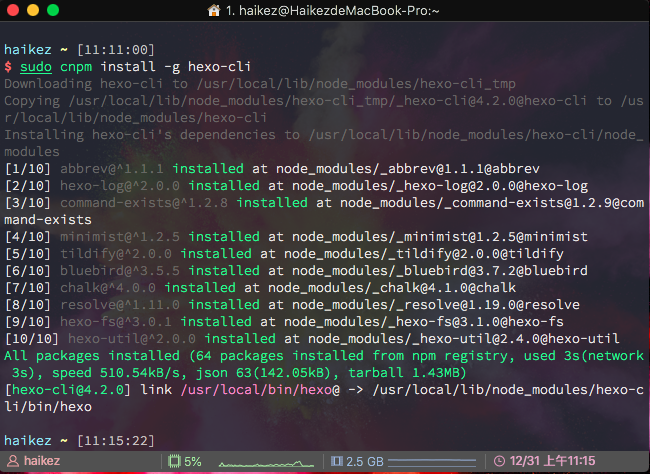 1. haikez@HaikezdeMacBook-Pro:~
haikez ~ [11:11:00]
$ sudo cnpm install -g hexo-cli
Downloading hexo-cli to /usr/local/lib/node_modules/hexo-cli_tmp
Copying /usr/local/lib/node_modules/hexo-cli_tmp/_hexo-cli@4.2.0@hexo-cli to /us
r/local/lib/node_modules/hexo-cli
Installing hexo-cli's dependencies to /usr/local/lib/node_modules/hexo-cli/node_
modules
[1/10] abbrev@^1.1.1 installed at node_modules/_abbrev@1.1.1@abbrev
[2/10] hexo-log@^2.0.0 installed at node_modules/_hexo-log@2.0.0@hexo-log
[3/10] command-exists@^1.2.8 installed at node_modules/_command-exists@1.2.9@com
mand-exists
[4/10] minimist@^1.2.5 installed at node_modules/_minimist@1.2.5@minimist
[5/10] tildify@^2.0.0 installed at node_modules/_tildify@2.0.0@tildify
[6/10] bluebird@^3.5.5 installed at node_modules/_bluebird@3.7.2@bluebird
[7/10] chalk@^4.0.0 installed at node_modules/_chalk@4.1.0@chalk
[8/10] resolve@^1.11.0 installed at node_modules/_resolve@1.19.0@resolve
[9/10] hexo-fs@^3.0.1 installed at node_modules/_hexo-fs@3.1.0@hexo-fs
[10/10] hexo-util@^2.0.0 installed at node_modules/_hexo-util@2.4.0@hexo-util
All packages installed (64 packages installed from npm registry, used 3s(network
 3s), speed 510.54kB/s, json 63(142.05kB), tarball 1.43MB)
[hexo-cli@4.2.0] link /usr/local/bin/hexo@ -> /usr/local/lib/node_modules/hexo-c
li/bin/hexo
haikez ~ [11:15:22]
haikez 5% 2.5 GB 12/31 上午11:15